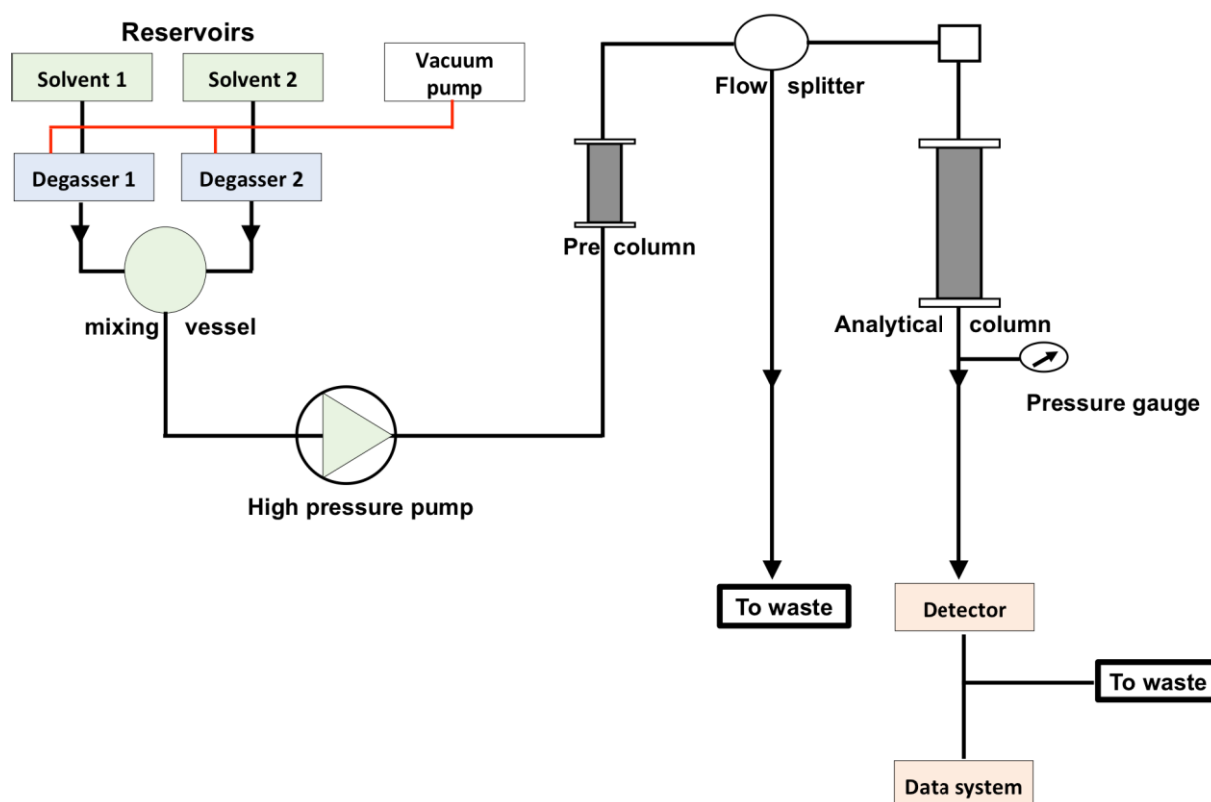 Reservoirs
Solvent 1
Solvent 2
Vacuum
pump
Degasser 1
Degasser 2
mixing vessel
High pressure pump
Pre column
Flow splitter
Analytical column
Pressure gauge
To waste
Detector
To waste
Data system